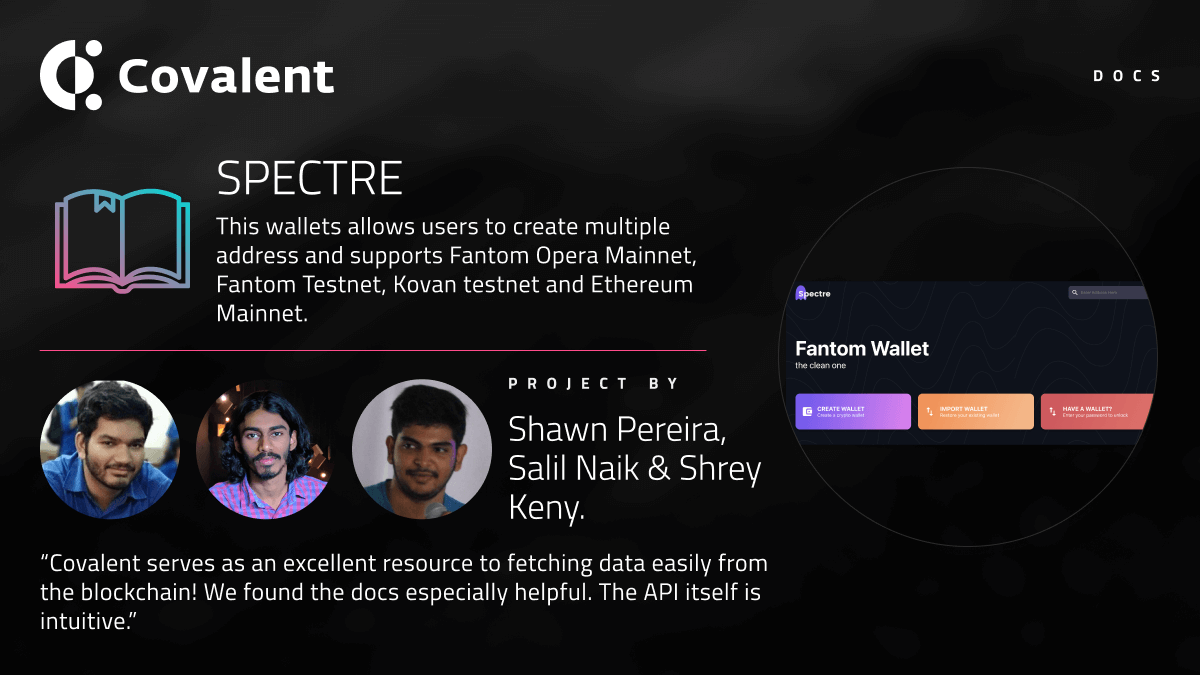 Covalent
DOCS
SPECTRE
This wallets allows users to create multiple
address and supports Fantom Opera Mainnet,
Fantom Testnet, Kovan testnet and Ethereum
Mainnet.
PROJECT BY
Shawn Pereira,
Salil Naik & Shrey
Keny.
“Covalent serves as an excellent resource to fetching data easily from
the blockchain! We found the docs especially helpful. The API itself is
intuitive.”
Spectre
Fantom Wallet
the clean one
CREATE WALLET
Create a crypto wallet
IMPORT WALLET
Restore your existing wallet
HAVE A WALLET?
Enter your password to unlock